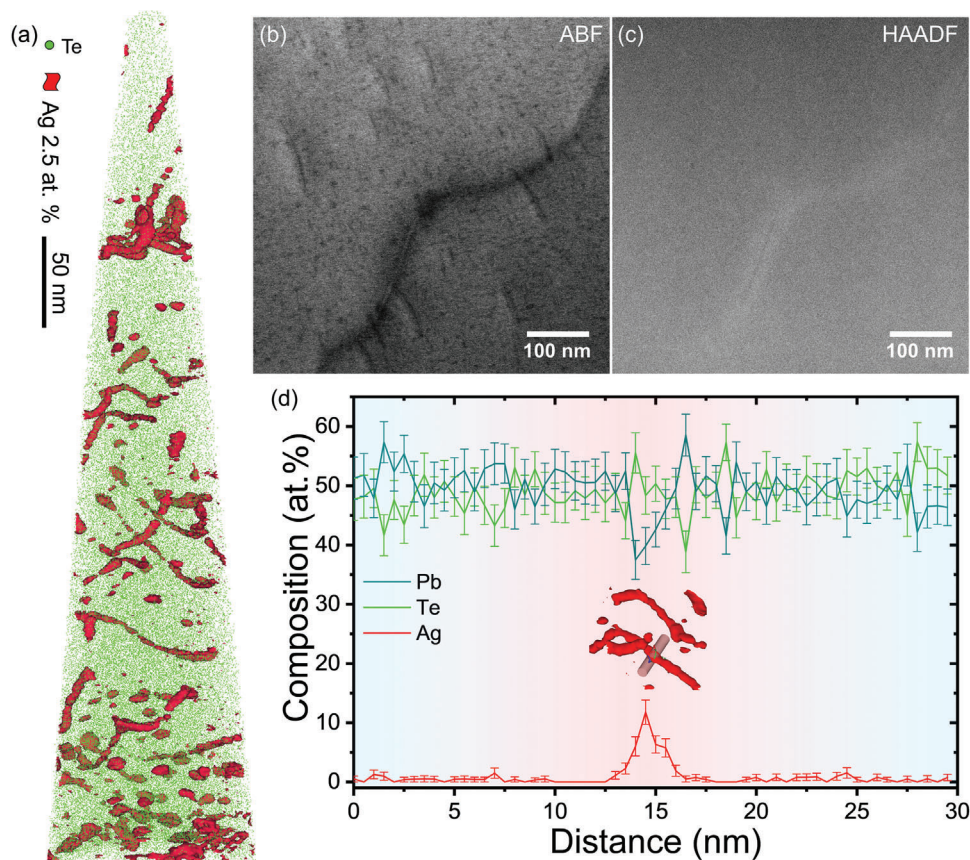 (a)
Te
Ag 2.5 at. %
50 nm
(b)
ABF
100 nm
(c)
HAADF
100 nm
(d)
60
50
40
30
20
10
0
Composition (at.%)
Pb
Te
Ag
0 5 10 15 20 25 30
Distance (nm)